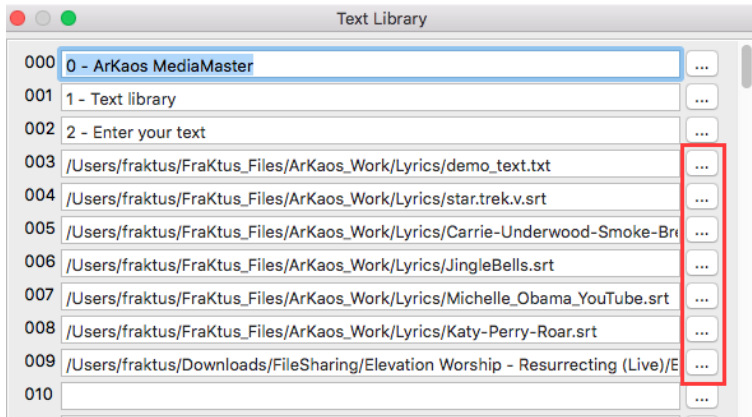 Text Library
000 0 - ArKaos MediaMaster ...
001 1 - Text library ...
002 2 - Enter your text ...
003 /Users/fraktus/FraKtus_Files/ArKaos_Work/Lyrics/demo_text.txt ...
004 /Users/fraktus/FraKtus_Files/ArKaos_Work/Lyrics/star.trek.v.srt ...
005 /Users/fraktus/FraKtus_Files/ArKaos_Work/Lyrics/Carrie-Underwood-Smoke-Bre ...
006 /Users/fraktus/FraKtus_Files/ArKaos_Work/Lyrics/JingleBells.srt ...
007 /Users/fraktus/FraKtus_Files/ArKaos_Work/Lyrics/Michelle_Obama_YouTube.srt ...
008 /Users/fraktus/FraKtus_Files/ArKaos_Work/Lyrics/Katy-Perry-Roar.srt ...
009 /Users/fraktus/Downloads/FileSharing/Elevation Worship - Resurrecting (Live)/E ...
010 ...